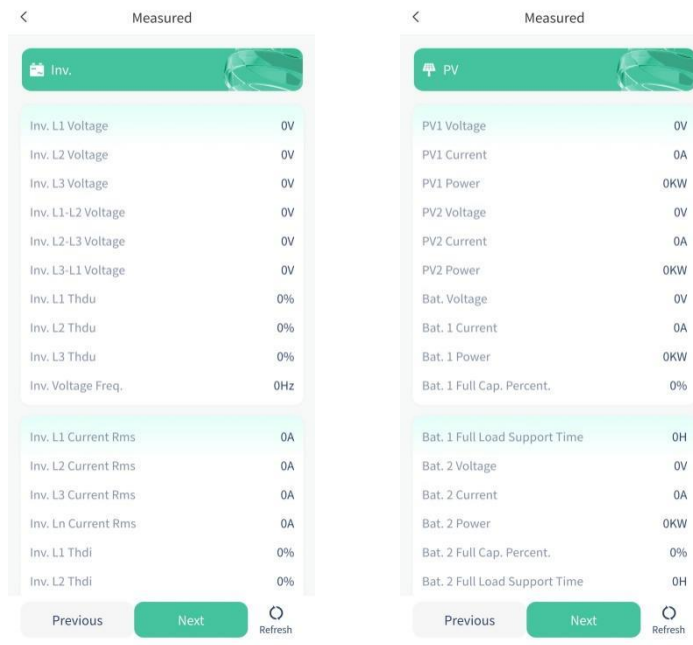 Measured
Inv.
Inv. L1 Voltage 0V
Inv. L2 Voltage 0V
Inv. L3 Voltage 0V
Inv. L1-L2 Voltage 0V
Inv. L2-L3 Voltage 0V
Inv. L3-L1 Voltage 0V
Inv. L1 Thdu 0%
Inv. L2 Thdu 0%
Inv. L3 Thdu 0%
Inv. Voltage Freq. 0Hz
Inv. L1 Current Rms 0A
Inv. L2 Current Rms 0A
Inv. L3 Current Rms 0A
Inv. Ln Current Rms 0A
Inv. L1 Thdi 0%
Inv. L2 Thdi 0%
Previous Next Refresh
Measured
PV
PV1 Voltage 0V
PV1 Current 0A
PV1 Power 0KW
PV2 Voltage 0V
PV2 Current 0A
PV2 Power 0KW
Bat. Voltage 0V
Bat. 1 Current 0A
Bat. 1 Power 0KW
Bat. 1 Full Cap. Percent. 0%
Bat. 1 Full Load Support Time 0H
Bat. 2 Voltage 0V
Bat. 2 Current 0A
Bat. 2 Power 0KW
Bat. 2 Full Cap. Percent. 0%
Bat. 2 Full Load Support Time 0H
Previous Next Refresh